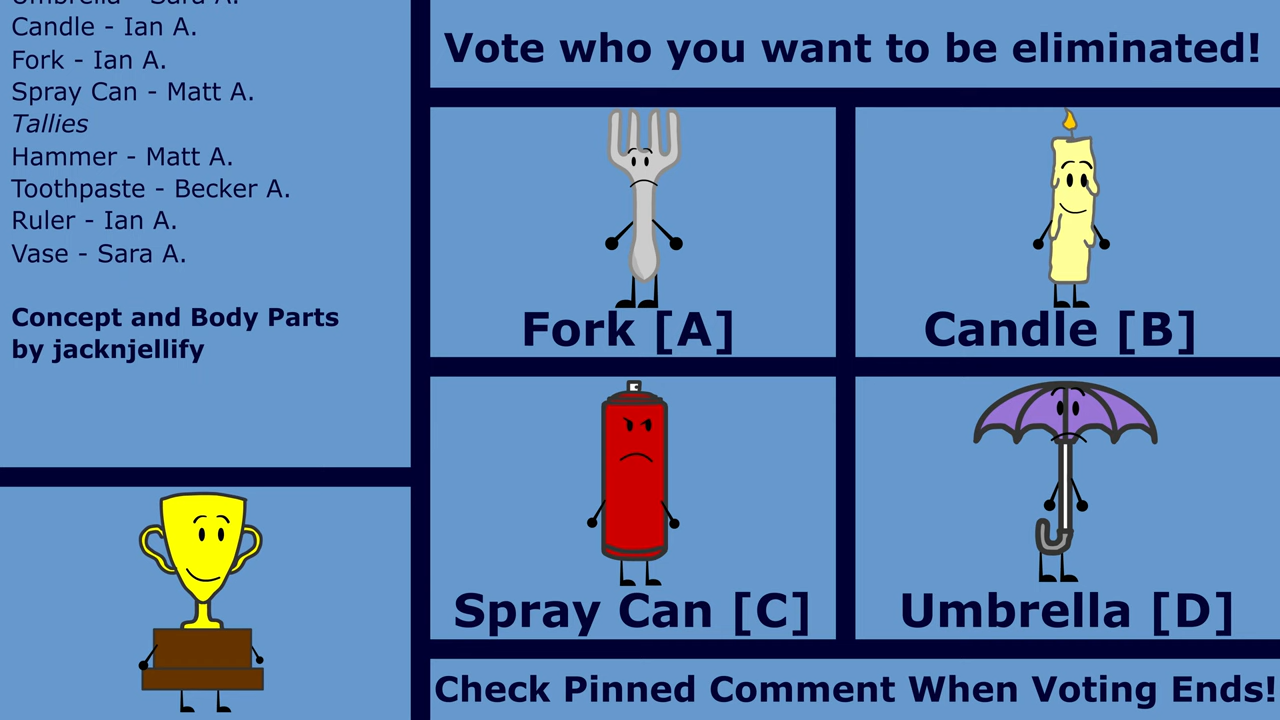 Umbrella - Sara A.
Candle - Ian A.
Fork - Ian A.
Spray Can - Matt A.
Tallies
Hammer - Matt A.
Toothpaste - Becker A.
Ruler - Ian A.
Vase - Sara A.
Concept and Body Parts
by jacknjellify
Vote who you want to be eliminated!
Fork [A]
Candle [B]
Spray Can [C]
Umbrella [D]
Check Pinned Comment When Voting Ends!